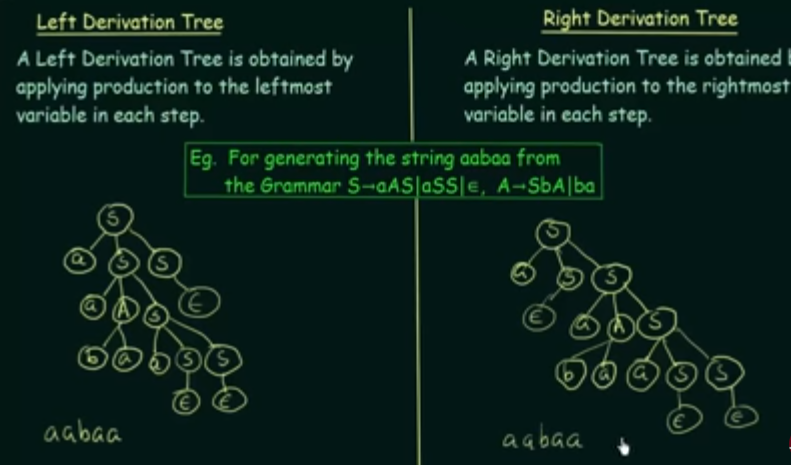 Left Derivation Tree
A Left Derivation Tree is obtained by
applying production to the leftmost
variable in each step.
Right Derivation Tree
A Right Derivation Tree is obtained b
applying production to the rightmost
variable in each step.
Eg. For generating the string aabaa from
the Grammar S→aAS|aSS|∈, A→SbA|ba
S
a S S
a A S ∈
b a a S S
∈ ∈
aabaa
S
a S S
∈ a A S
b a a S S
∈ ∈
aabaa